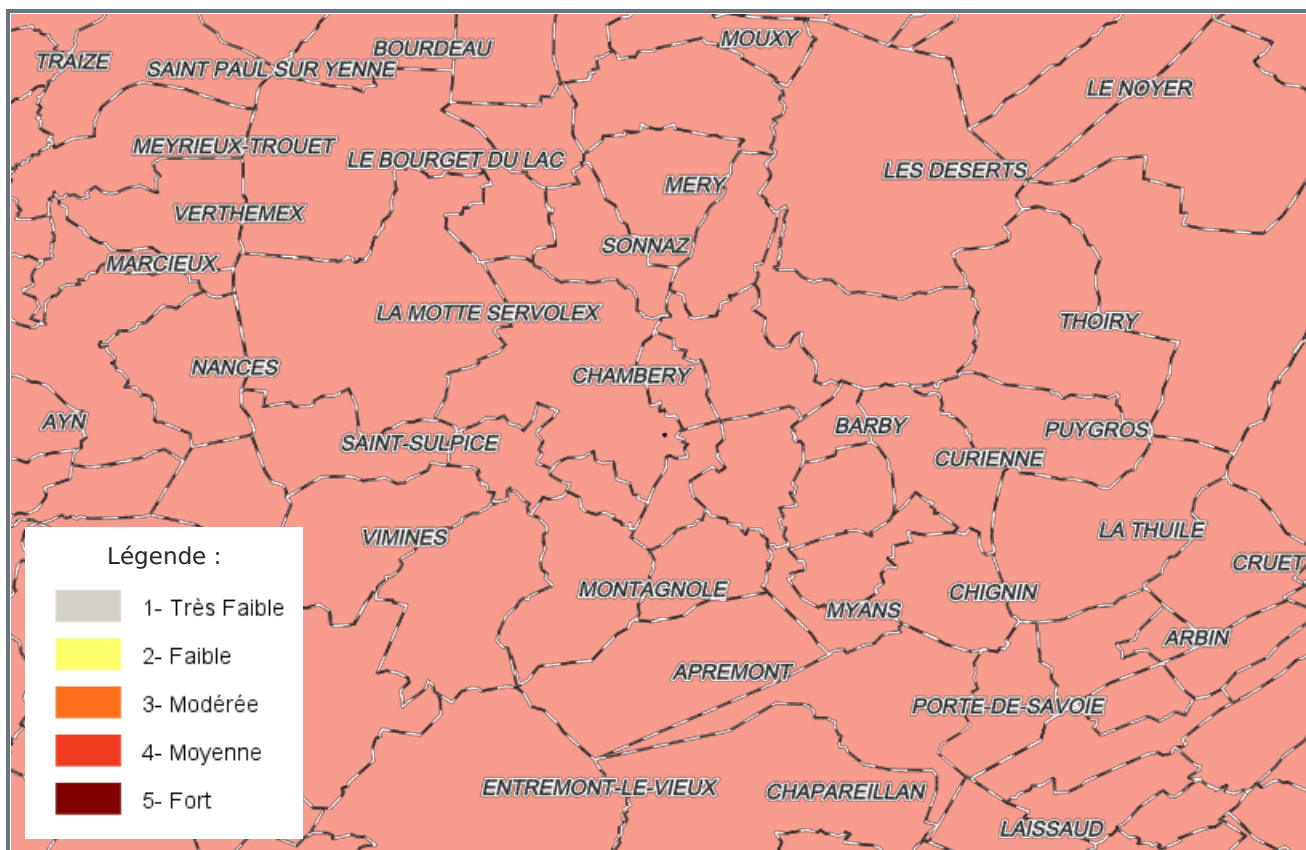 BOURDEAU
MOUXY
TRAIZE
SAINT PAUL SUR YENNE
LE NOYER
MEYRIEUX-TROUET
LE BOURGET DU LAC
LES DESERTS
MERY
VERTHEMEX
SONNAZ
MARCIEUX
LA MOTTE SERVOLEX
THOIRY
NANCES
CHAMBERY
AYN
SAINT-SULPICE
BARBY
PUYGROS
CURIENNE
VIMINES
LA THUILE
CRUET
MONTAGNOLE
CHIGNIN
MYANS
ARBIN
APREMONT
PORTE-DE-SAVOIE
ENTREMONT-LE-VIEUX
CHAPAREILLAN
LAISSAUD
Légende :
1- Très Faible
2- Faible
3- Modérée
4- Moyenne
5- Fort